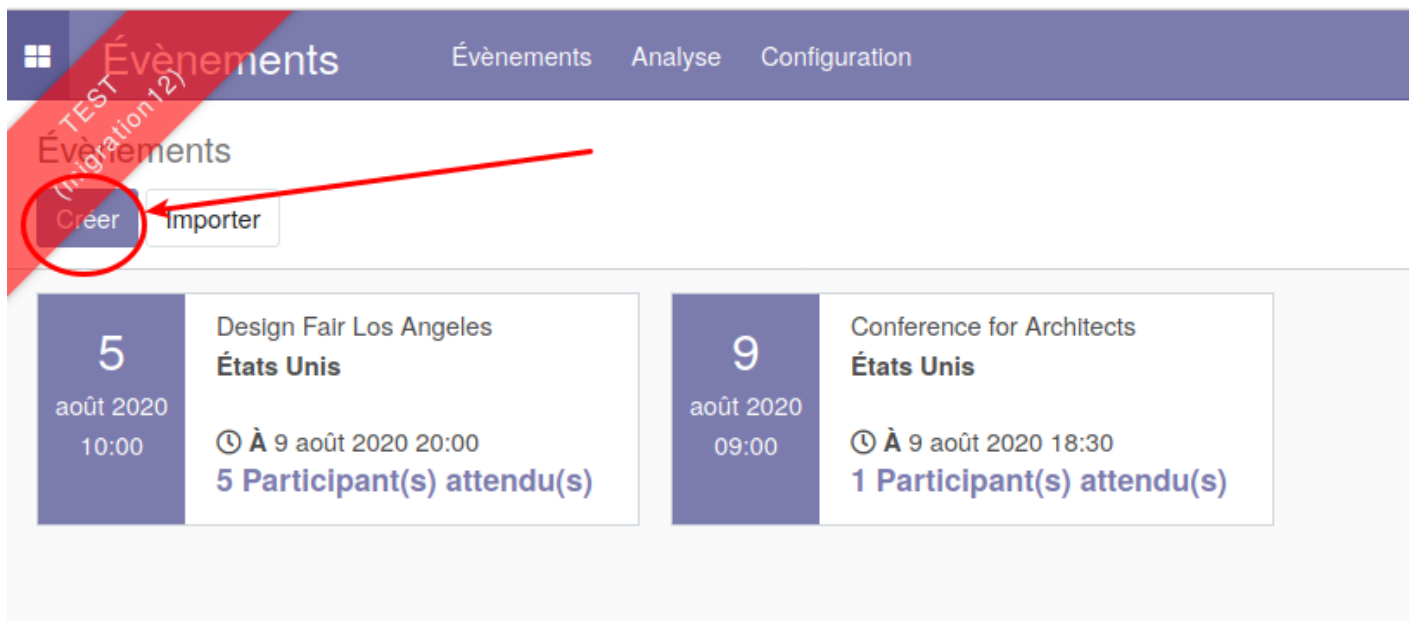 Évènements
Évènements Analyse Configuration
TEST
(migration12)
Évènements
Créer
Importer
5
août 2020
10:00
Design Fair Los Angeles
États Unis
À 9 août 2020 20:00
5 Participant(s) attendu(s)
9
août 2020
09:00
Conference for Architects
États Unis
À 9 août 2020 18:30
1 Participant(s) attendu(s)